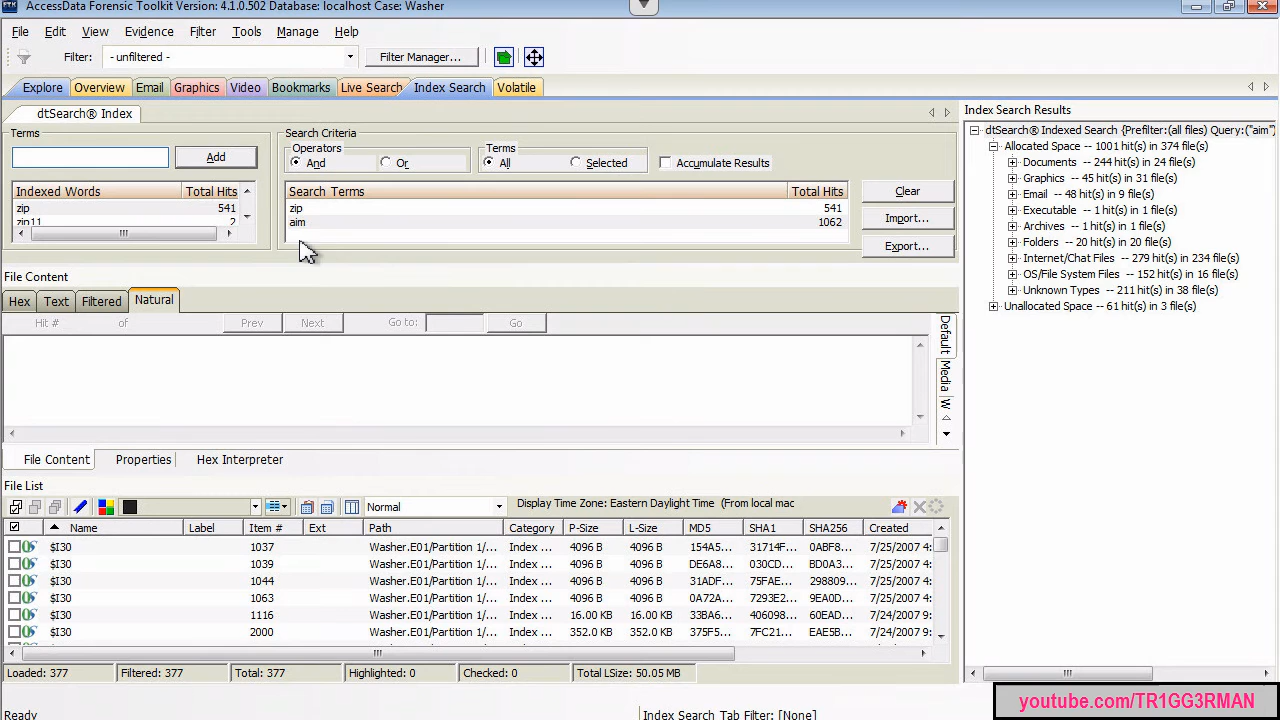 AccessData Forensic Toolkit Version: 4.1.0.502 Database: localhost Case: Washer
File Edit View Evidence Filter Tools Manage Help
Filter: - unfiltered - Filter Manager...
Explore Overview Email Graphics Video Bookmarks Live Search Index Search Volatile
dtSearch® Index
Terms
Add
Indexed Words Total Hits
zip 541
zip11 2
Search Criteria
Operators
And Or
Terms
All Selected
Accumulate Results
Search Terms Total Hits
zip 541
aim 1062
Clear
Import...
Export...
Index Search Results
dtSearch® Indexed Search {Prefilter:(all files) Query:("aim")
Allocated Space -- 1001 hit(s) in 374 file(s)
Documents -- 244 hit(s) in 24 file(s)
Graphics -- 45 hit(s) in 31 file(s)
Email -- 48 hit(s) in 9 file(s)
Executable -- 1 hit(s) in 1 file(s)
Archives -- 1 hit(s) in 1 file(s)
Folders -- 20 hit(s) in 20 file(s)
Internet/Chat Files -- 279 hit(s) in 234 file(s)
OS/File System Files -- 152 hit(s) in 16 file(s)
Unknown Types -- 211 hit(s) in 38 file(s)
Unallocated Space -- 61 hit(s) in 3 file(s)
File Content
Hex Text Filtered Natural
Hit # of Prev Next Go to: Go
Default
Media
W
File Content Properties Hex Interpreter
File List
Normal Display Time Zone: Eastern Daylight Time (From local mac
Name Label Item # Ext Path Category P-Size L-Size MD5 SHA1 SHA256 Created
$I30 1037 Washer.E01/Partition 1/... Index ... 4096 B 4096 B 154A5... 31714F... 0ABF8... 7/25/2007 4:
$I30 1039 Washer.E01/Partition 1/... Index ... 4096 B 4096 B DE6A8... 030CD... BD0A3... 7/25/2007 4:
$I30 1044 Washer.E01/Partition 1/... Index ... 4096 B 4096 B 31ADF... 75FAE... 298809... 7/25/2007 4:
$I30 1063 Washer.E01/Partition 1/... Index ... 4096 B 4096 B 0A72A... 7293E2... 9EA0D... 7/25/2007 4:
$I30 1116 Washer.E01/Partition 1/... Index ... 16.00 KB 16.00 KB 33BA6... 406098... 60EAD... 7/24/2007 9:
$I30 2000 Washer.E01/Partition 1/... Index ... 352.0 KB 352.0 KB 37EE5... 7FC21... EAE5B... 7/24/2007 9:
Loaded: 377 Filtered: 377 Total: 377 Highlighted: 0 Checked: 0 Total LSize: 50.05 MB
youtube.com/TR1GG3RMAN
Ready Index Search Tab Filter: [None]